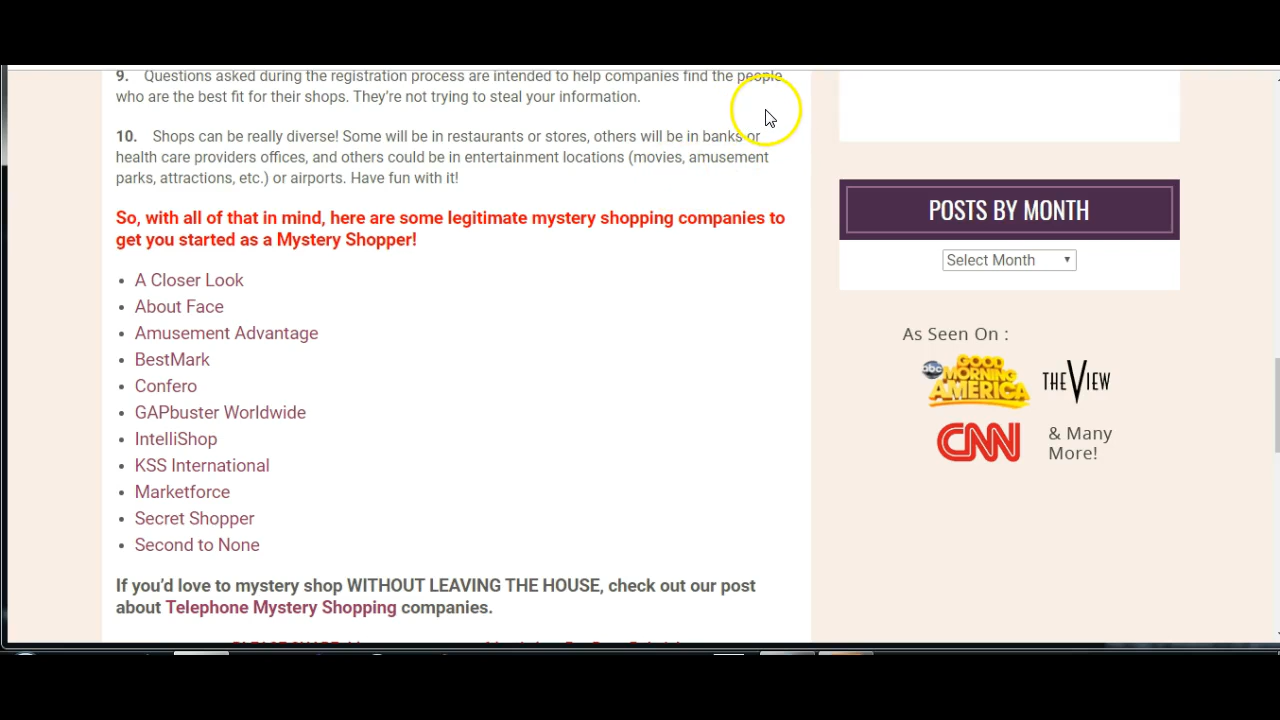 9. Questions asked during the registration process are intended to help companies find the people
who are the best fit for their shops. They're not trying to steal your information.
10. Shops can be really diverse! Some will be in restaurants or stores, others will be in banks or
health care providers offices, and others could be in entertainment locations (movies, amusement
parks, attractions, etc.) or airports. Have fun with it!
So, with all of that in mind, here are some legitimate mystery shopping companies to
get you started as a Mystery Shopper!
• A Closer Look
• About Face
• Amusement Advantage
• BestMark
• Confero
• GAPbuster Worldwide
• IntelliShop
• KSS International
• Marketforce
• Secret Shopper
• Second to None
If you'd love to mystery shop WITHOUT LEAVING THE HOUSE, check out our post
about Telephone Mystery Shopping companies.
POSTS BY MONTH
Select Month
As Seen On :
abc GOOD MORNING AMERICA
THE VIEW
CNN
& Many
More!